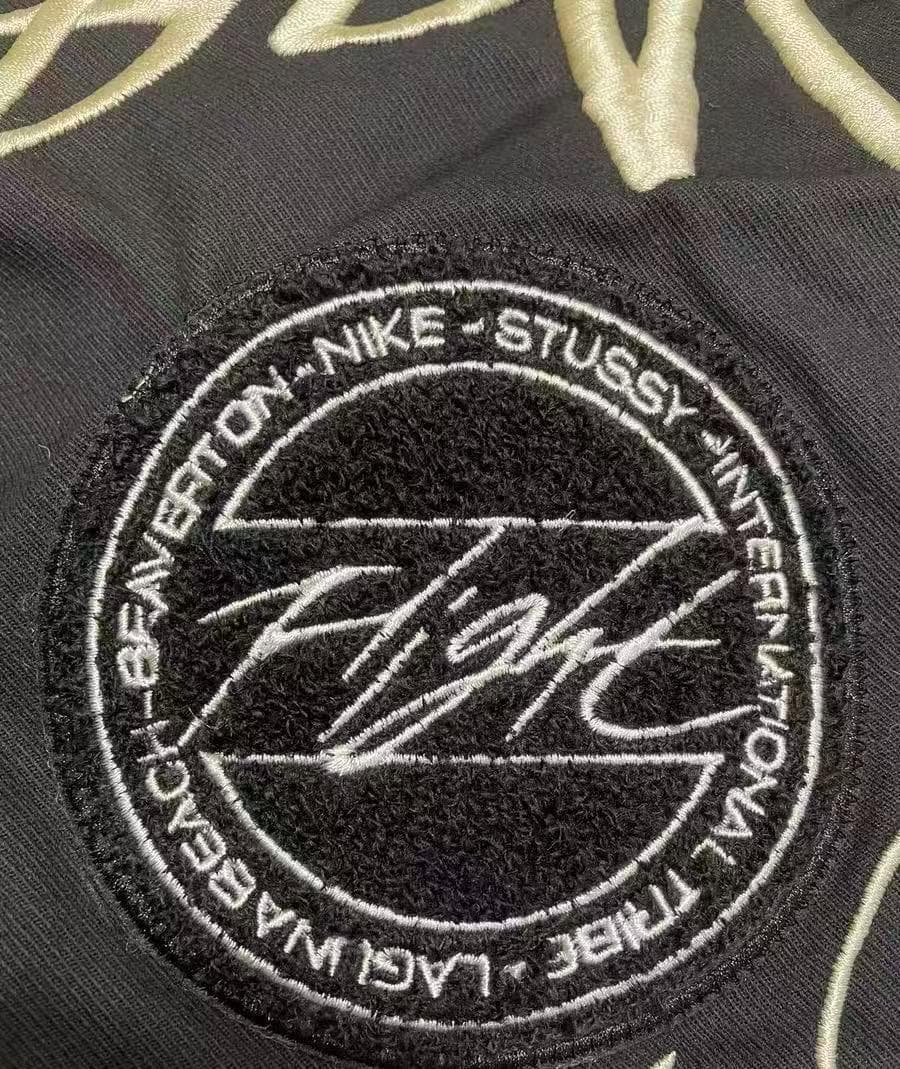 NIKE - STUSSY - INTERNATIONAL TRIBE - LAGUNA BEACH - BEAVERTON -
Flight